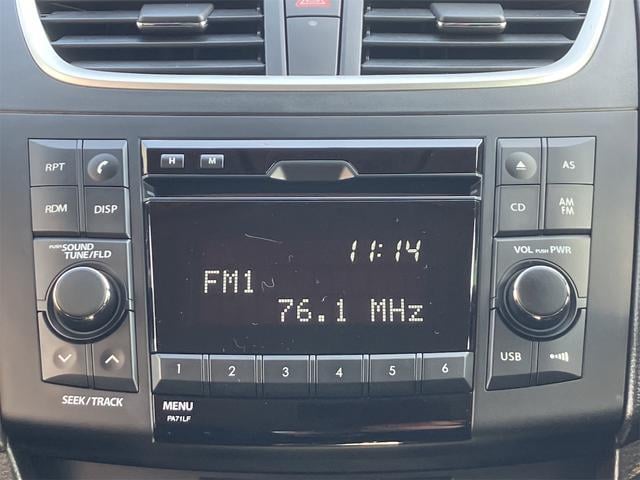 RPT
H M
AS
RDM DISP
CD AM
FM
PUSH SOUND
TUNE/FLD
11:14
FM1
76.1 MHz
VOL PUSH PWR
USB
1 2 3 4 5 6
SEEK/TRACK
MENU
PA71LF